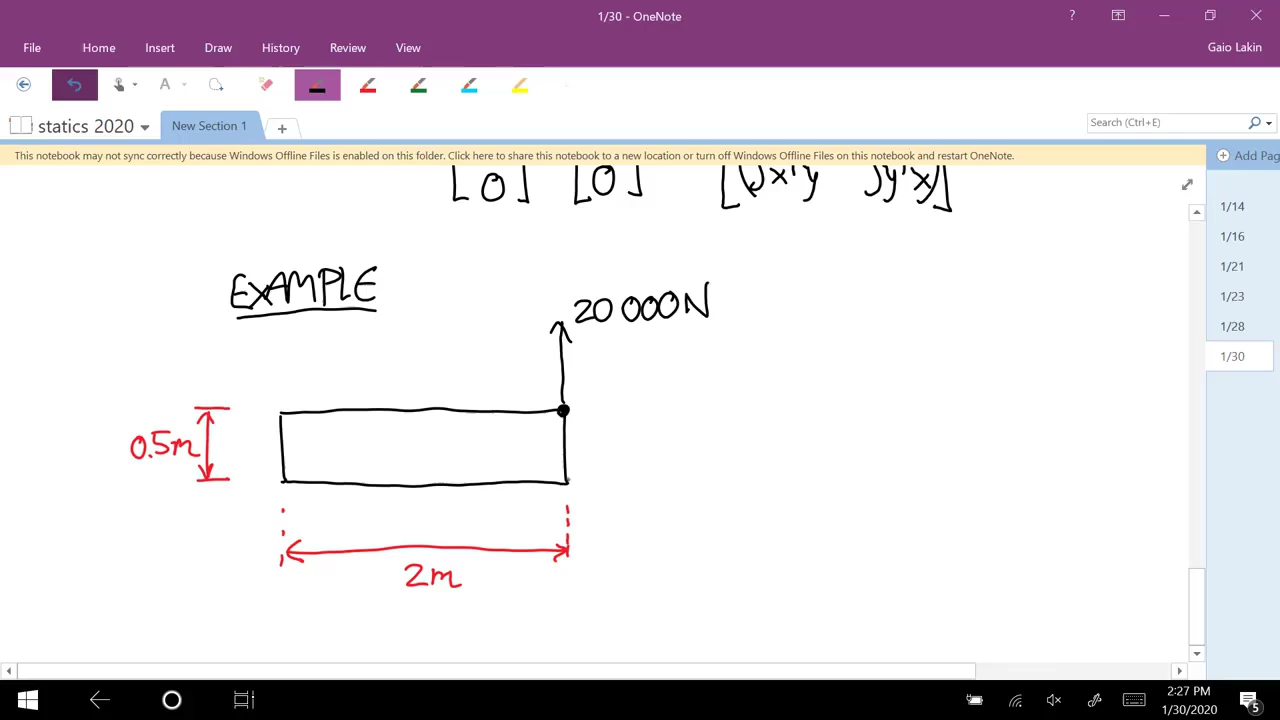 1/30 - OneNote
?
File Home Insert Draw History Review View
Gaio Lakin
A
statics 2020
New Section 1
+
Search (Ctrl+E)
This notebook may not sync correctly because Windows Offline Files is enabled on this folder. Click here to share this notebook to a new location or turn off Windows Offline Files on this notebook and restart OneNote.
Add Pag
1/14
1/16
1/21
1/23
1/28
1/30
[0] [0]
EXAMPLE
20 000N
0.5m
2m
2:27 PM
1/30/2020
5